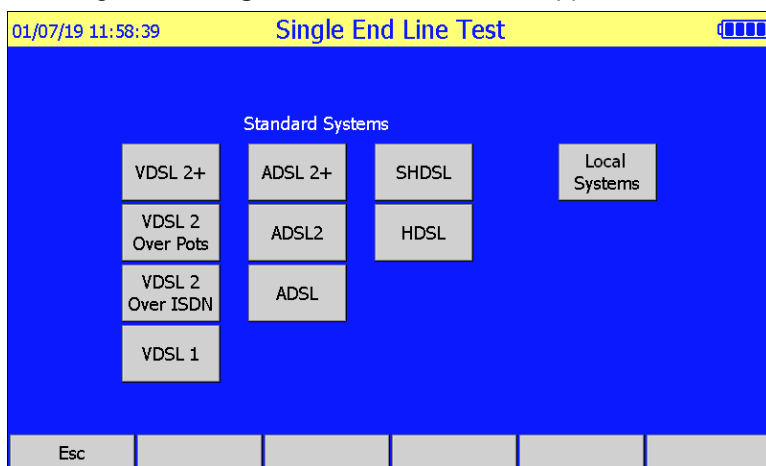 01/07/19 11:58:39 Single End Line Test
Standard Systems
VDSL 2+ ADSL 2+ SHDSL Local
Systems
VDSL 2
Over Pots ADSL2 HDSL
VDSL 2
Over ISDN ADSL
VDSL 1
Esc